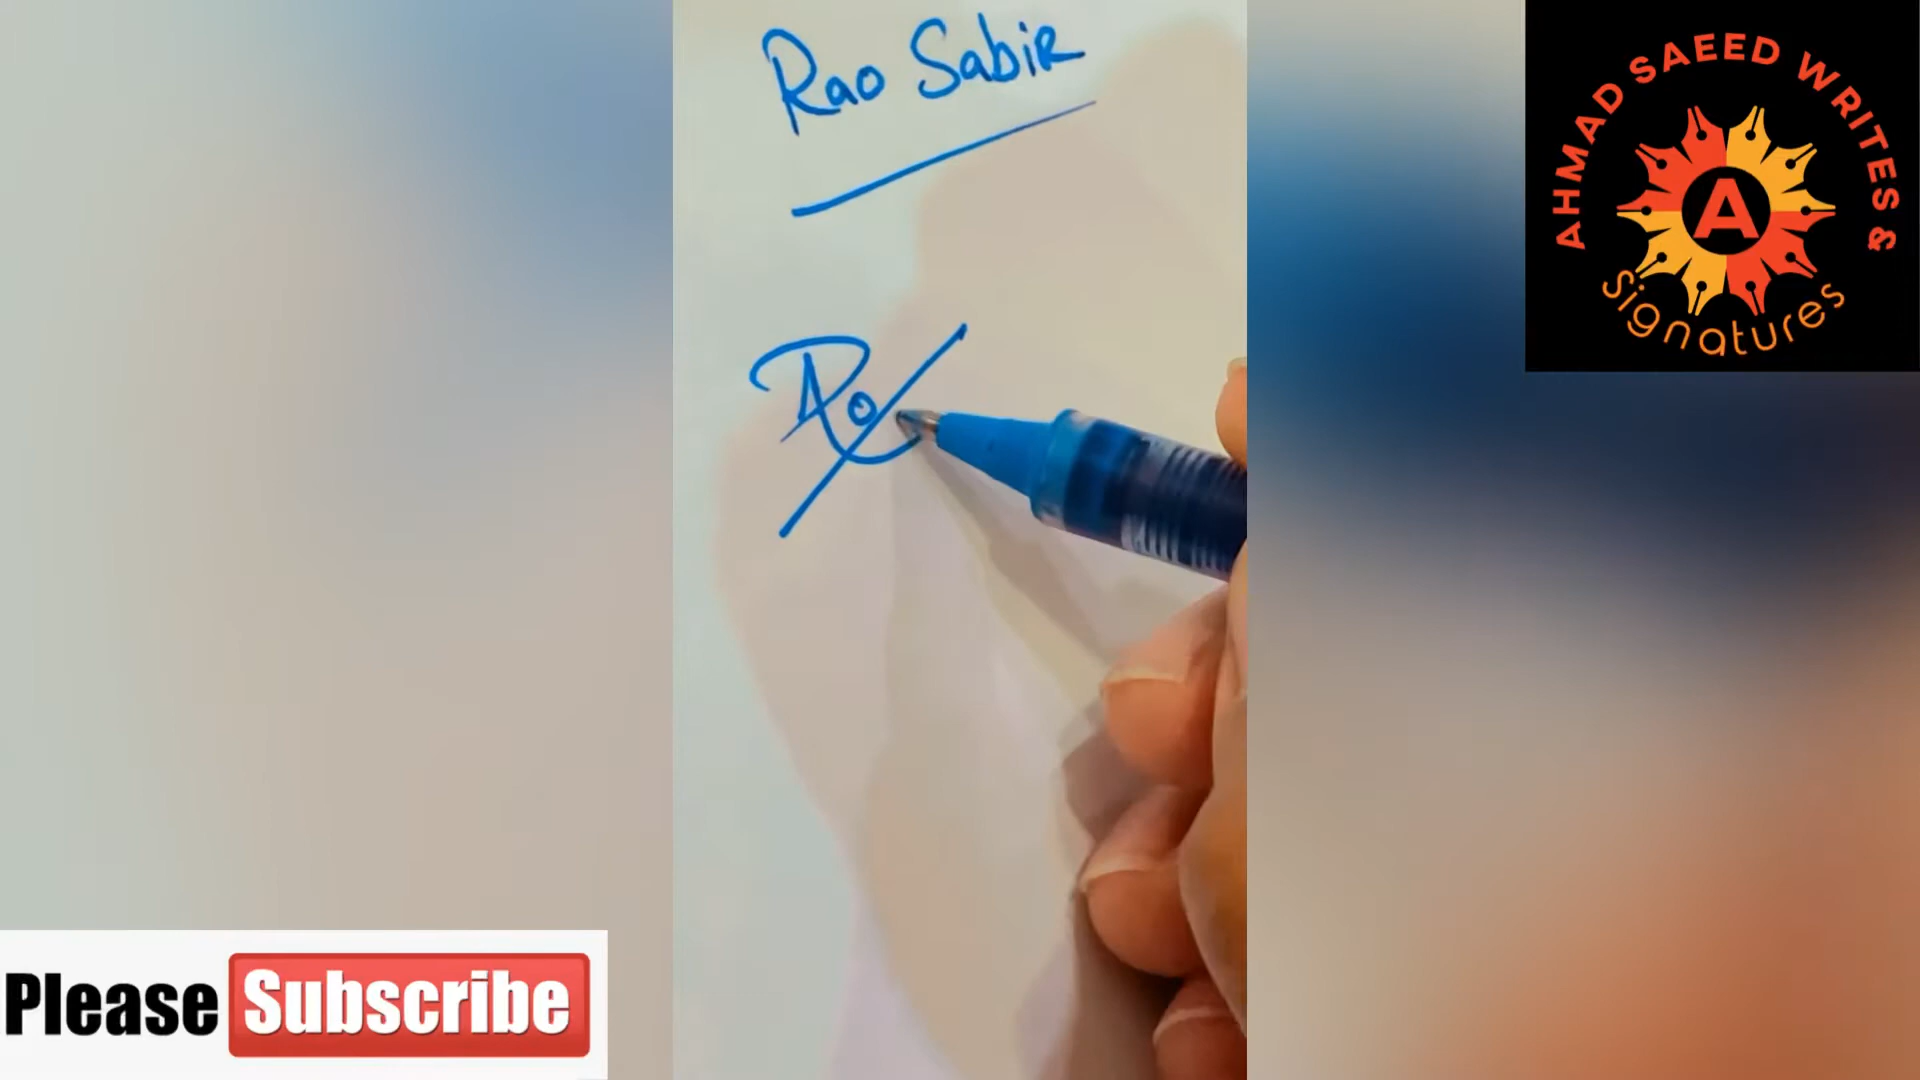 Rao Sabir
AHMAD SAEED WRITES &
A
Signatures
Please Subscribe